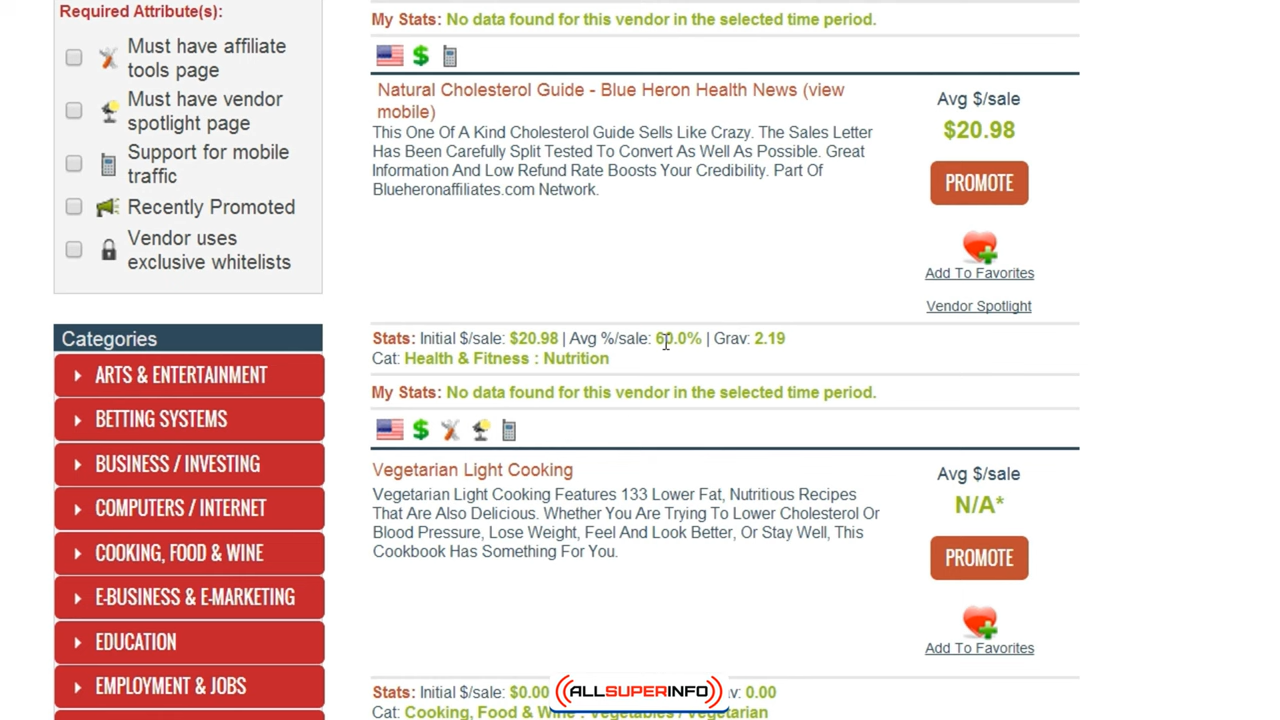 Required Attribute(s):
Must have affiliate
tools page
Must have vendor
spotlight page
Support for mobile
traffic
Recently Promoted
Vendor uses
exclusive whitelists
Categories
ARTS & ENTERTAINMENT
BETTING SYSTEMS
BUSINESS / INVESTING
COMPUTERS / INTERNET
COOKING, FOOD & WINE
E-BUSINESS & E-MARKETING
EDUCATION
EMPLOYMENT & JOBS
My Stats: No data found for this vendor in the selected time period.
Natural Cholesterol Guide - Blue Heron Health News (view
mobile)
This One Of A Kind Cholesterol Guide Sells Like Crazy. The Sales Letter
Has Been Carefully Split Tested To Convert As Well As Possible. Great
Information And Low Refund Rate Boosts Your Credibility. Part Of
Blueheronaffiliates.com Network.
Avg $/sale
$20.98
PROMOTE
Add To Favorites
Vendor Spotlight
Stats: Initial $/sale: $20.98 | Avg %/sale: 60.0% | Grav: 2.19
Cat: Health & Fitness : Nutrition
My Stats: No data found for this vendor in the selected time period.
Vegetarian Light Cooking
Vegetarian Light Cooking Features 133 Lower Fat, Nutritious Recipes
That Are Also Delicious. Whether You Are Trying To Lower Cholesterol Or
Blood Pressure, Lose Weight, Feel And Look Better, Or Stay Well, This
Cookbook Has Something For You.
Avg $/sale
N/A*
PROMOTE
Add To Favorites
Stats: Initial $/sale: $0.00 0.00
Cat: Cooking, Food & Wine : Vegetables / Vegetarian
ALLSUPERINFO